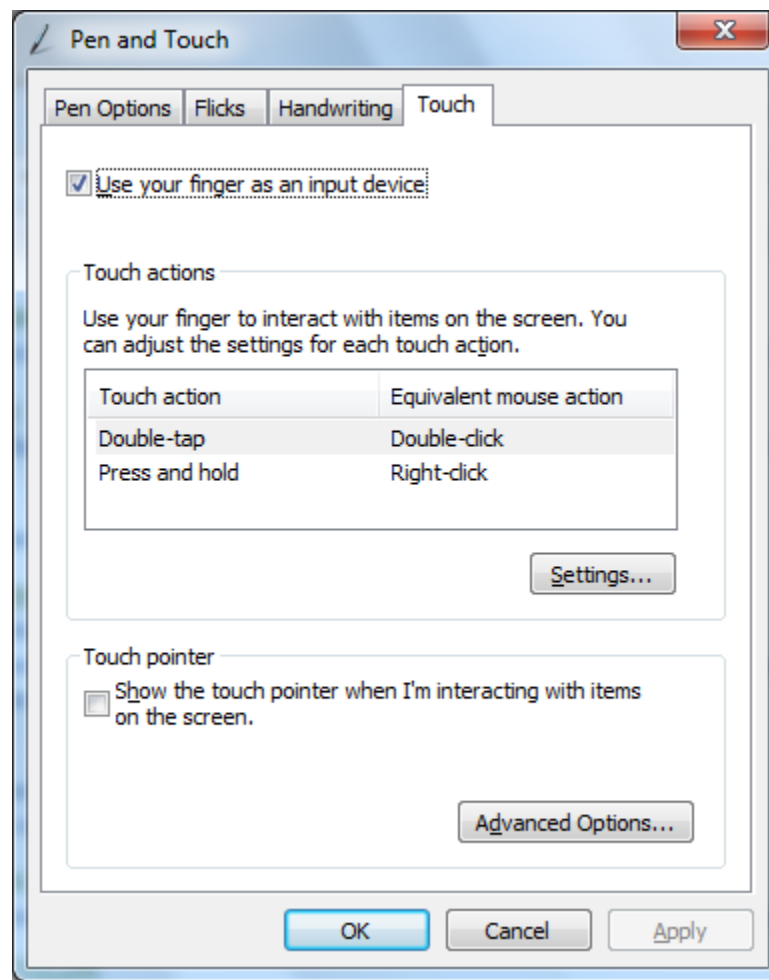 Pen and Touch
Pen Options Flicks Handwriting Touch
Use your finger as an input device
Touch actions
Use your finger to interact with items on the screen. You
can adjust the settings for each touch action.
Touch action Equivalent mouse action
Double-tap Double-click
Press and hold Right-click
Settings...
Touch pointer
Show the touch pointer when I'm interacting with items
on the screen.
Advanced Options...
OK Cancel Apply